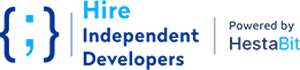 {;}
Hire
Independent
Developers
Powered by
HestaBit